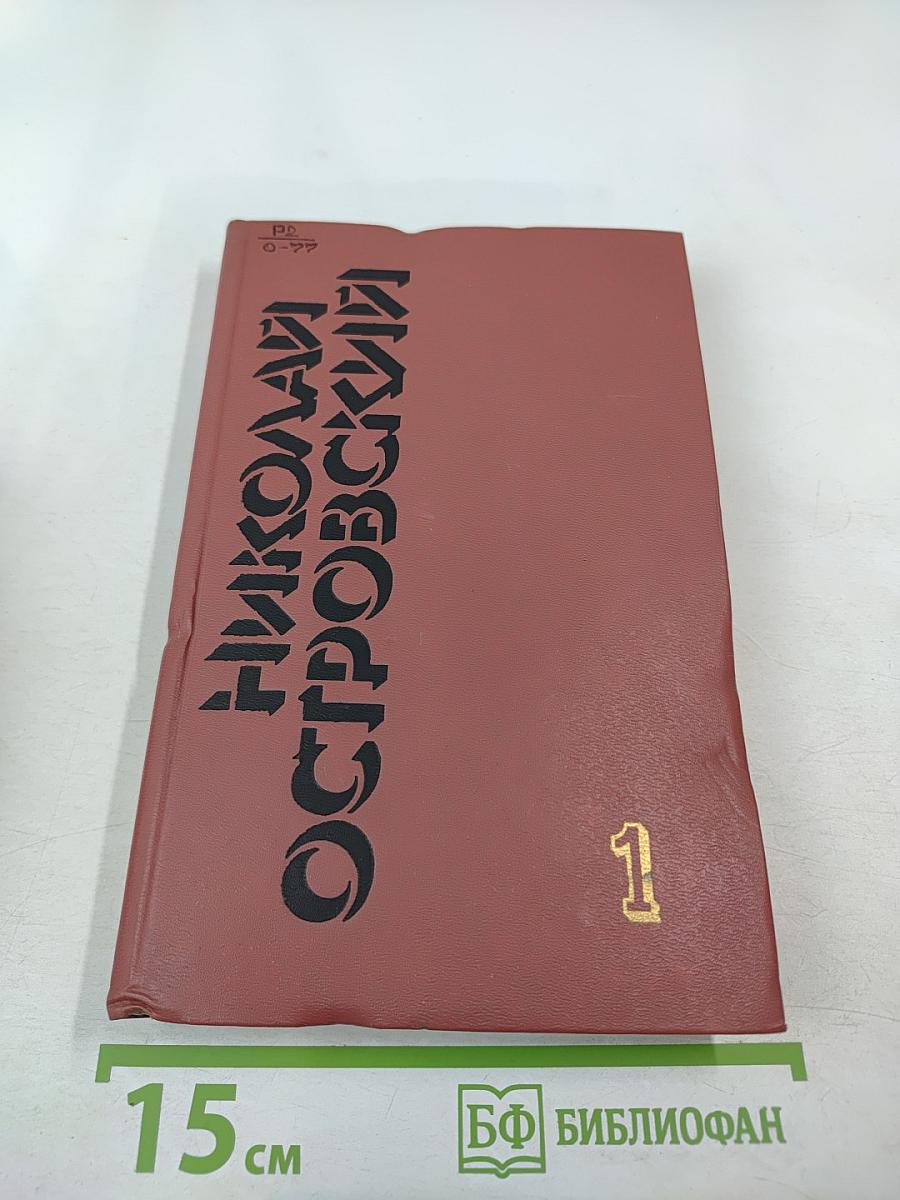 Р2
О-77
НИКОЛАЙ
ОСТРОВСКИЙ
1
15 см
БФ БИБЛИОФАН